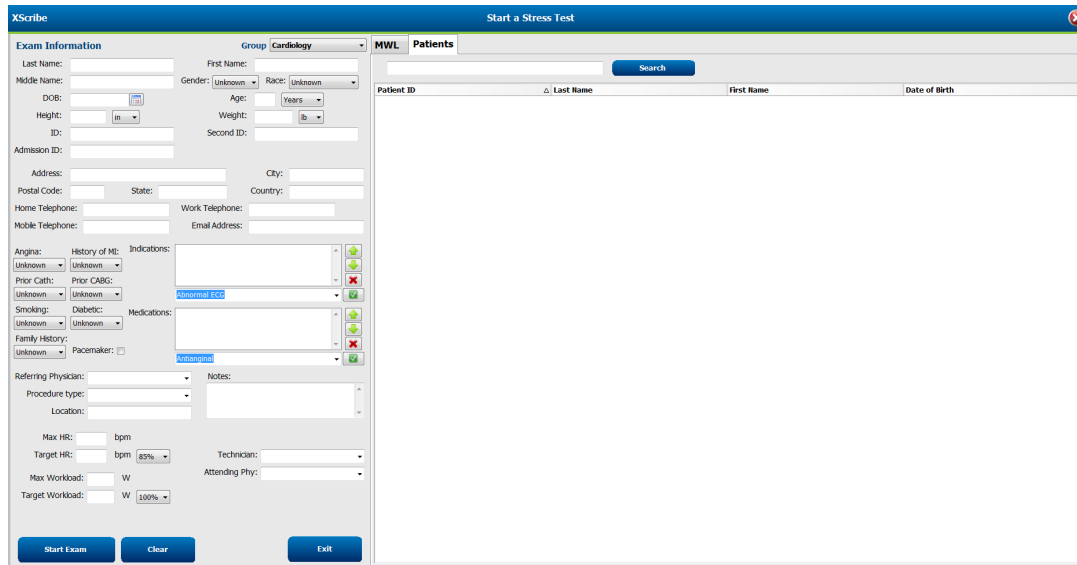 XScribe Start a Stress Test
Exam Information Group Cardiology
Last Name: First Name:
Middle Name: Gender: Unknown Race: Unknown
DOB: Age: Years
Height: in Weight: lb
ID: Second ID:
Admission ID:
Address: City:
Postal Code: State: Country:
Home Telephone: Work Telephone:
Mobile Telephone: Email Address:
Angina: History of MI: Indications:
Unknown Unknown
Prior Cath: Prior CABG:
Unknown Unknown Abnormal ECG
Smoking: Diabetic: Medications:
Unknown Unknown
Family History:
Unknown Pacemaker:
Antianginal
Referring Physician: Notes:
Procedure type:
Location:
Max HR: bpm
Target HR: bpm 85% Technician:
Max Workload: W Attending Phy:
Target Workload: W 100%
Start Exam Clear Exit
MWL Patients
Search
Patient ID Last Name First Name Date of Birth